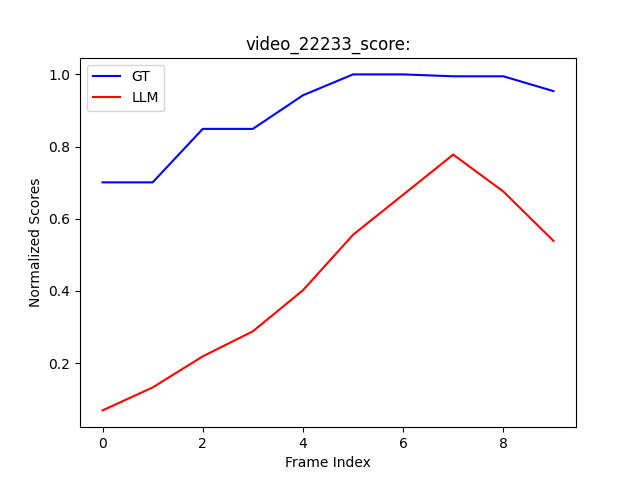 video_22233_score:
GT
LLM
1.0
0.8
0.6
0.4
0.2
Normalized Scores
0 2 4 6 8
Frame Index